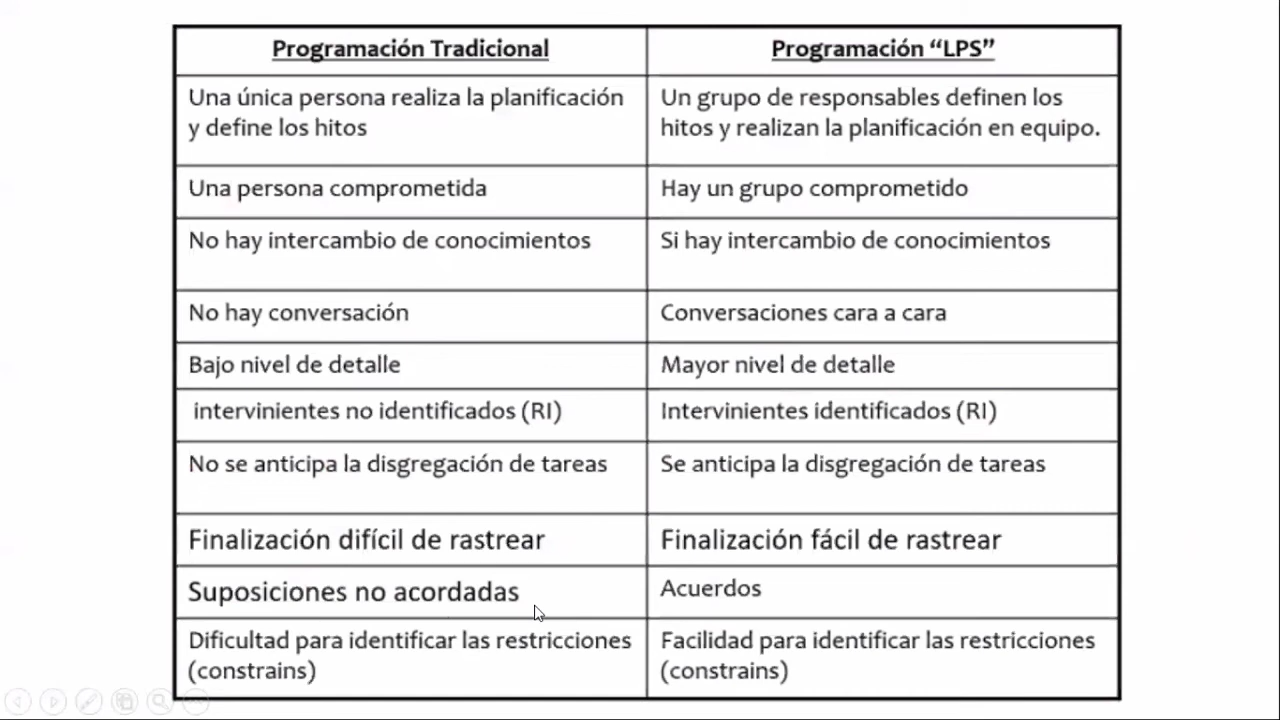 Programación Tradicional
Programación “LPS”
Una única persona realiza la planificación
y define los hitos
Un grupo de responsables definen los
hitos y realizan la planificación en equipo.
Una persona comprometida
Hay un grupo comprometido
No hay intercambio de conocimientos
Si hay intercambio de conocimientos
No hay conversación
Conversaciones cara a cara
Bajo nivel de detalle
Mayor nivel de detalle
intervinientes no identificados (RI)
Intervinientes identificados (RI)
No se anticipa la disgregación de tareas
Se anticipa la disgregación de tareas
Finalización difícil de rastrear
Finalización fácil de rastrear
Suposiciones no acordadas
Acuerdos
Dificultad para identificar las restricciones
(constrains)
Facilidad para identificar las restricciones
(constrains)